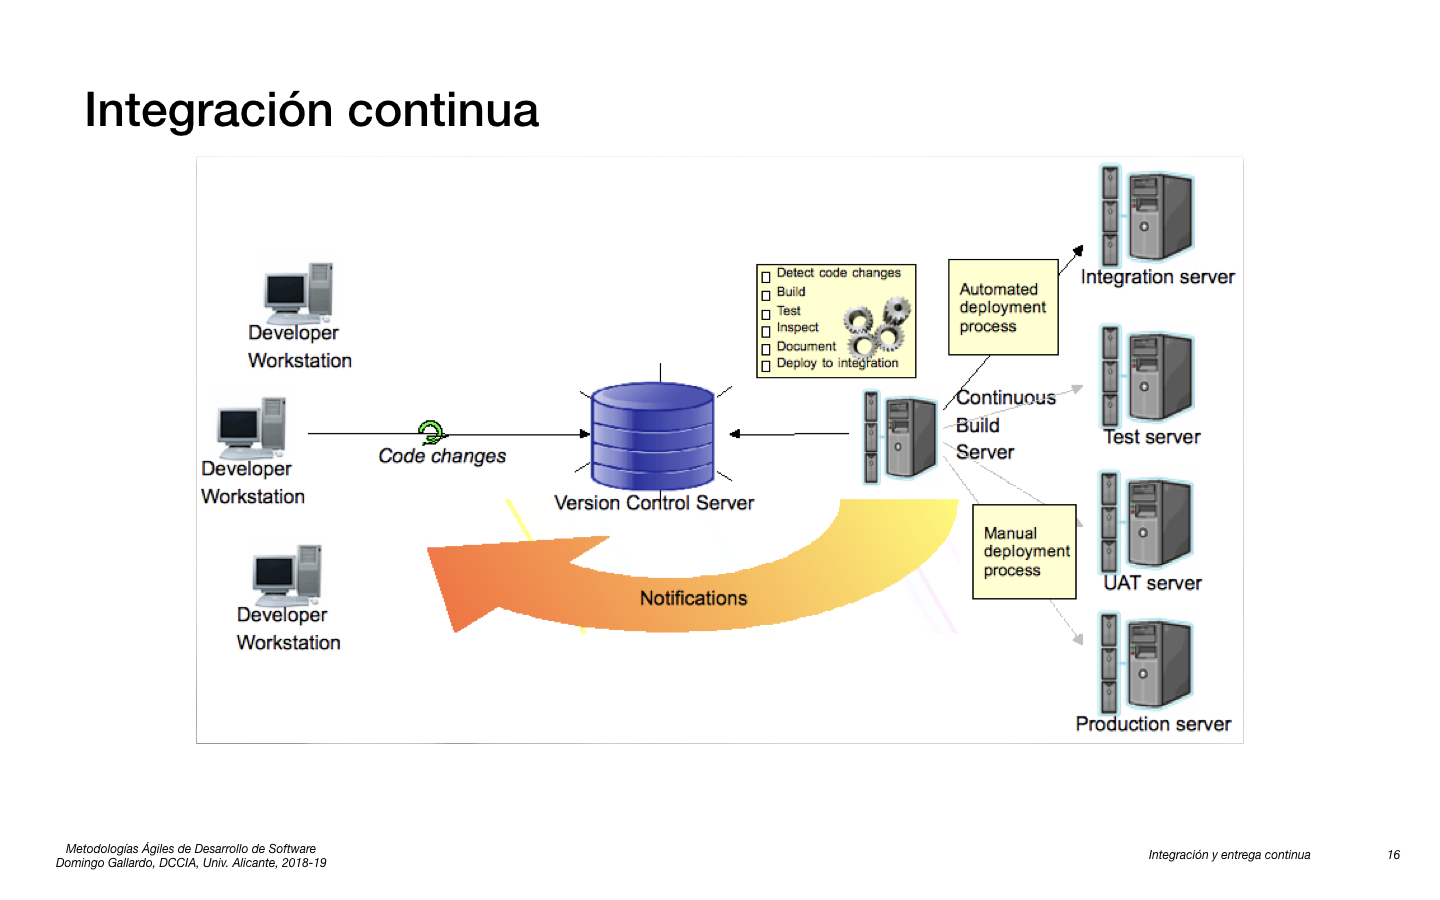 Integración continua
Developer
Workstation
Developer
Workstation
Developer
Workstation
Code changes
Version Control Server
Detect code changes
Build
Test
Inspect
Document
Deploy to integration
Continuous
Build
Server
Automated
deployment
process
Manual
deployment
process
Notifications
Integration server
Test server
UAT server
Production server
Metodologías Ágiles de Desarrollo de Software
Domingo Gallardo, DCCIA, Univ. Alicante, 2018-19
Integración y entrega continua
16